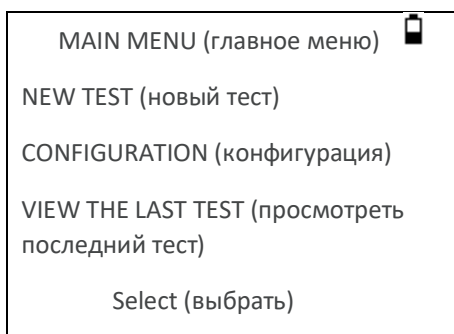 MAIN MENU (главное меню)
NEW TEST (новый тест)
CONFIGURATION (конфигурация)
VIEW THE LAST TEST (просмотреть
последний тест)
Select (выбрать)